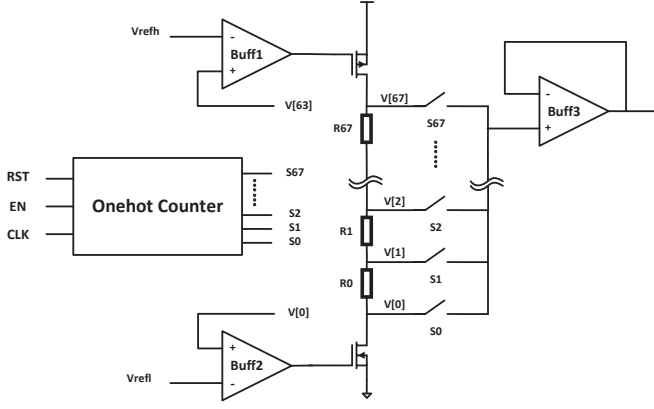 Vrefh
-
+
Buff1
V[63]
V[67]
S67
R67
-
+
Buff3
RST
EN
CLK
Onehot Counter
S67
S2
S1
S0
V[2]
S2
R1
V[1]
S1
R0
V[0]
S0
V[0]
+
-
Buff2
Vrefl